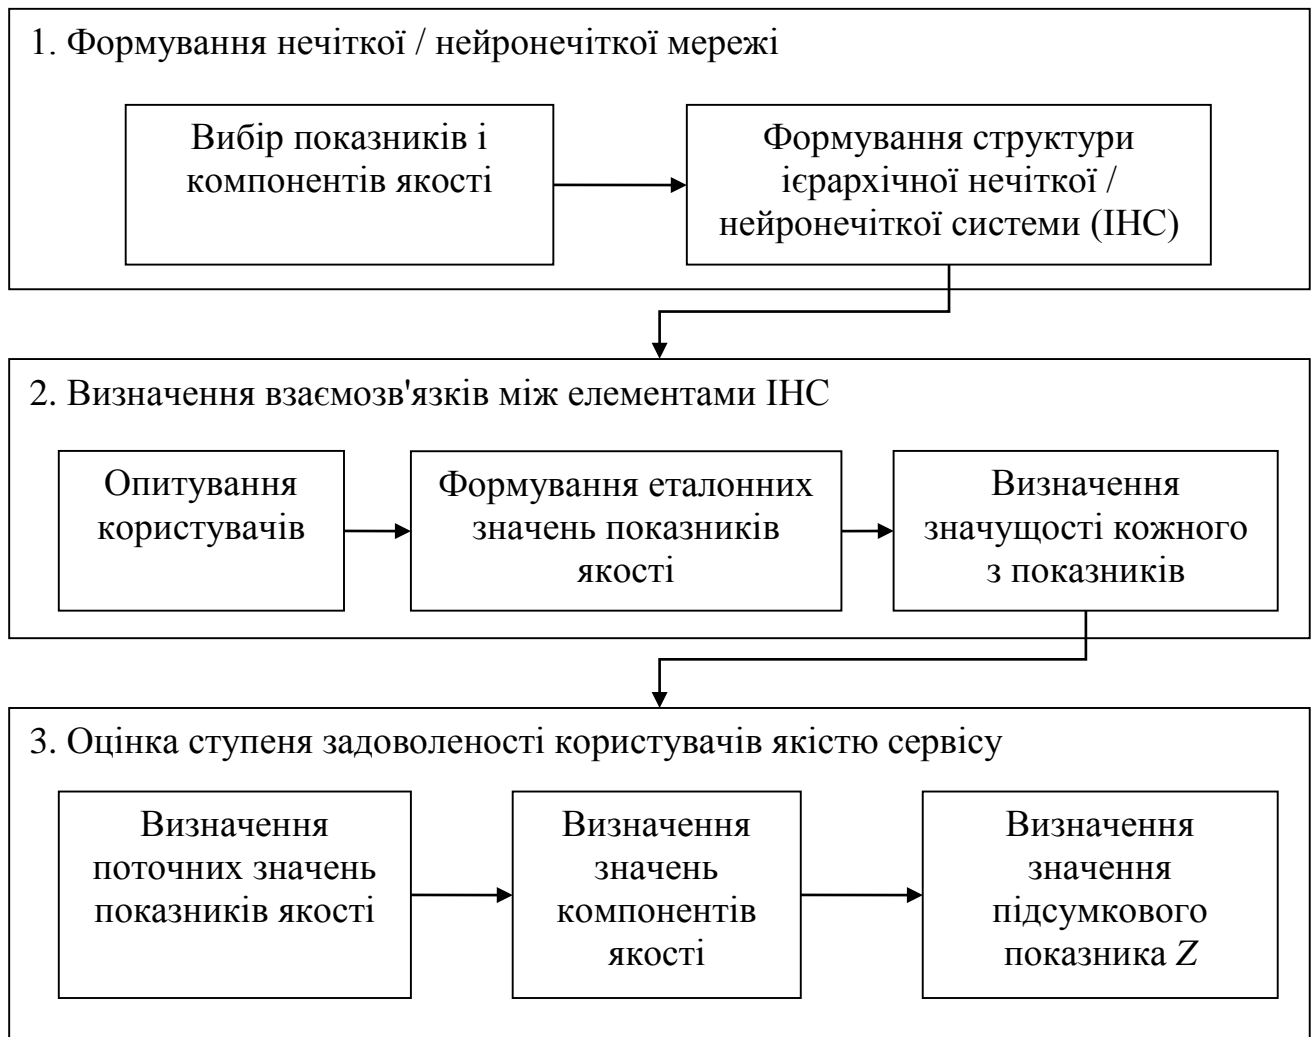 1. Формування нечіткої / нейронечіткої мережі
Вибір показників і
компонентів якості
Формування структури
ієрархічної нечіткої /
нейронечіткої системи (ІНС)
2. Визначення взаємозв'язків між елементами ІНС
Опитування
користувачів
Формування еталонних
значень показників
якості
Визначення
значущості кожного
з показників
3. Оцінка ступеня задоволеності користувачів якістю сервісу
Визначення
поточних значень
показників якості
Визначення
значень
компонентів
якості
Визначення
значення
підсумкового
показника Z